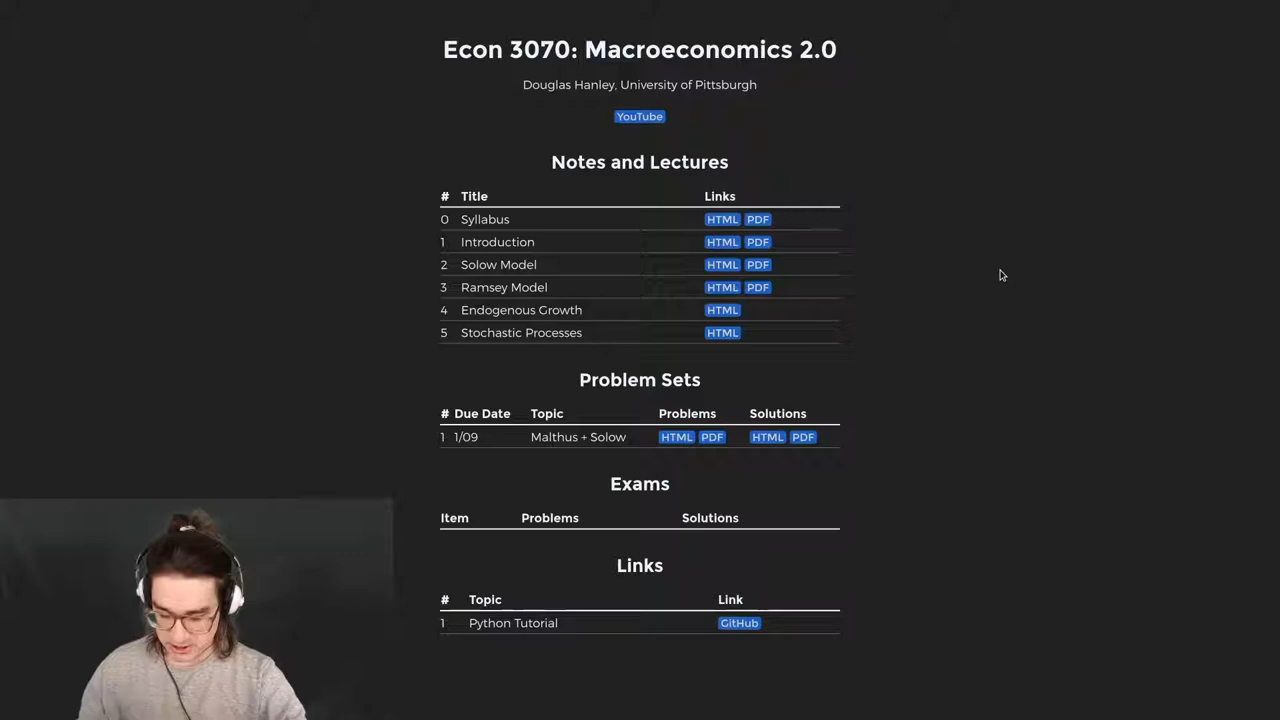 Econ 3070: Macroeconomics 2.0
Douglas Hanley, University of Pittsburgh
YouTube
Notes and Lectures
# Title Links
0 Syllabus HTML PDF
1 Introduction HTML PDF
2 Solow Model HTML PDF
3 Ramsey Model HTML PDF
4 Endogenous Growth HTML
5 Stochastic Processes HTML
Problem Sets
# Due Date Topic Problems Solutions
1 1/09 Malthus + Solow HTML PDF HTML PDF
Exams
Item Problems Solutions
Links
# Topic Link
1 Python Tutorial GitHub